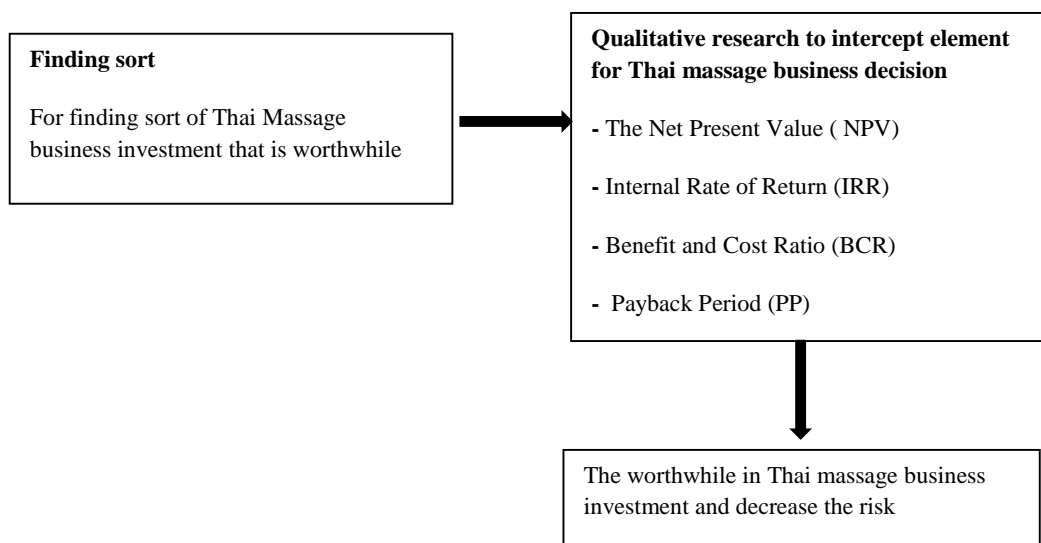 Finding sort
For finding sort of Thai Massage
business investment that is worthwhile
Qualitative research to intercept element
for Thai massage business decision
- The Net Present Value ( NPV)
- Internal Rate of Return (IRR)
- Benefit and Cost Ratio (BCR)
- Payback Period (PP)
The worthwhile in Thai massage business
investment and decrease the risk